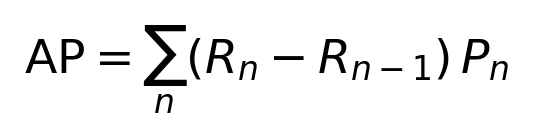 AP = ∑ₙ (Rₙ − Rₙ₋₁) Pₙ